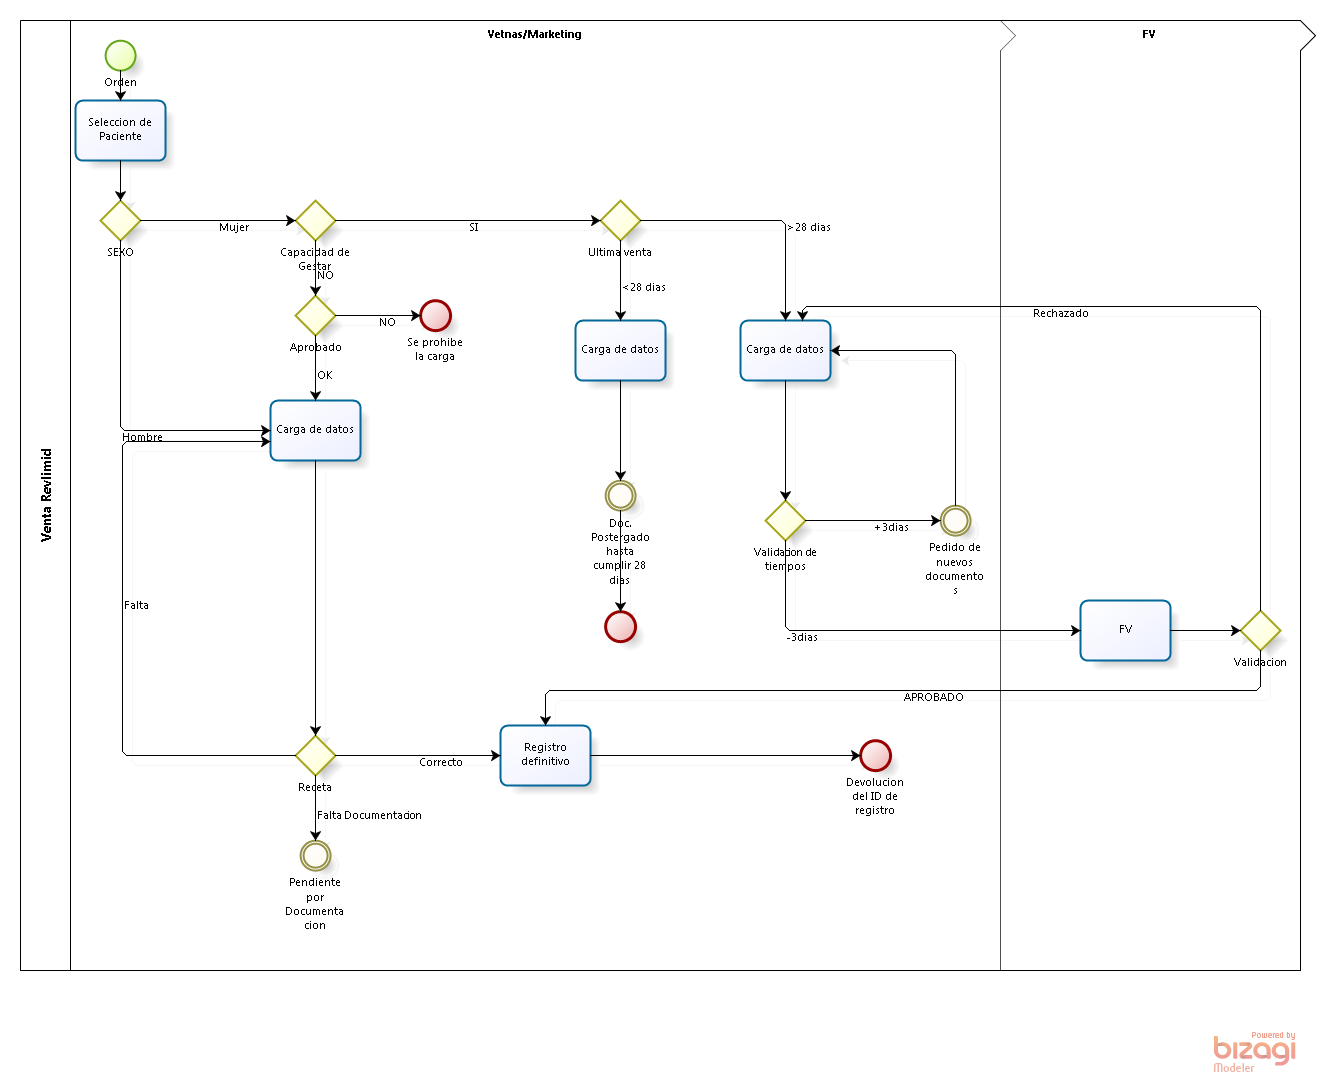 Vetnas/Marketing
FV
Venta Revlimid
Orden
Seleccion de
Paciente
SEXO
Mujer
Capacidad de
Gestar
SI
Ultima venta
>28 dias
NO
<28 dias
Aprobado
NO
Se prohibe
la carga
OK
Carga de datos
Hombre
Carga de datos
Carga de datos
Rechazado
Doc.
Postergado
hasta
cumplir 28
dias
Validacion de
tiempos
+3dias
Pedido de
nuevos
documento
s
Falta
-3dias
FV
Validacion
APROBADO
Receta
Correcto
Registro
definitivo
Devolucion
del ID de
registro
Falta Documentacion
Pendiente
por
Documenta
cion
Powered by
bizagi
Modeler